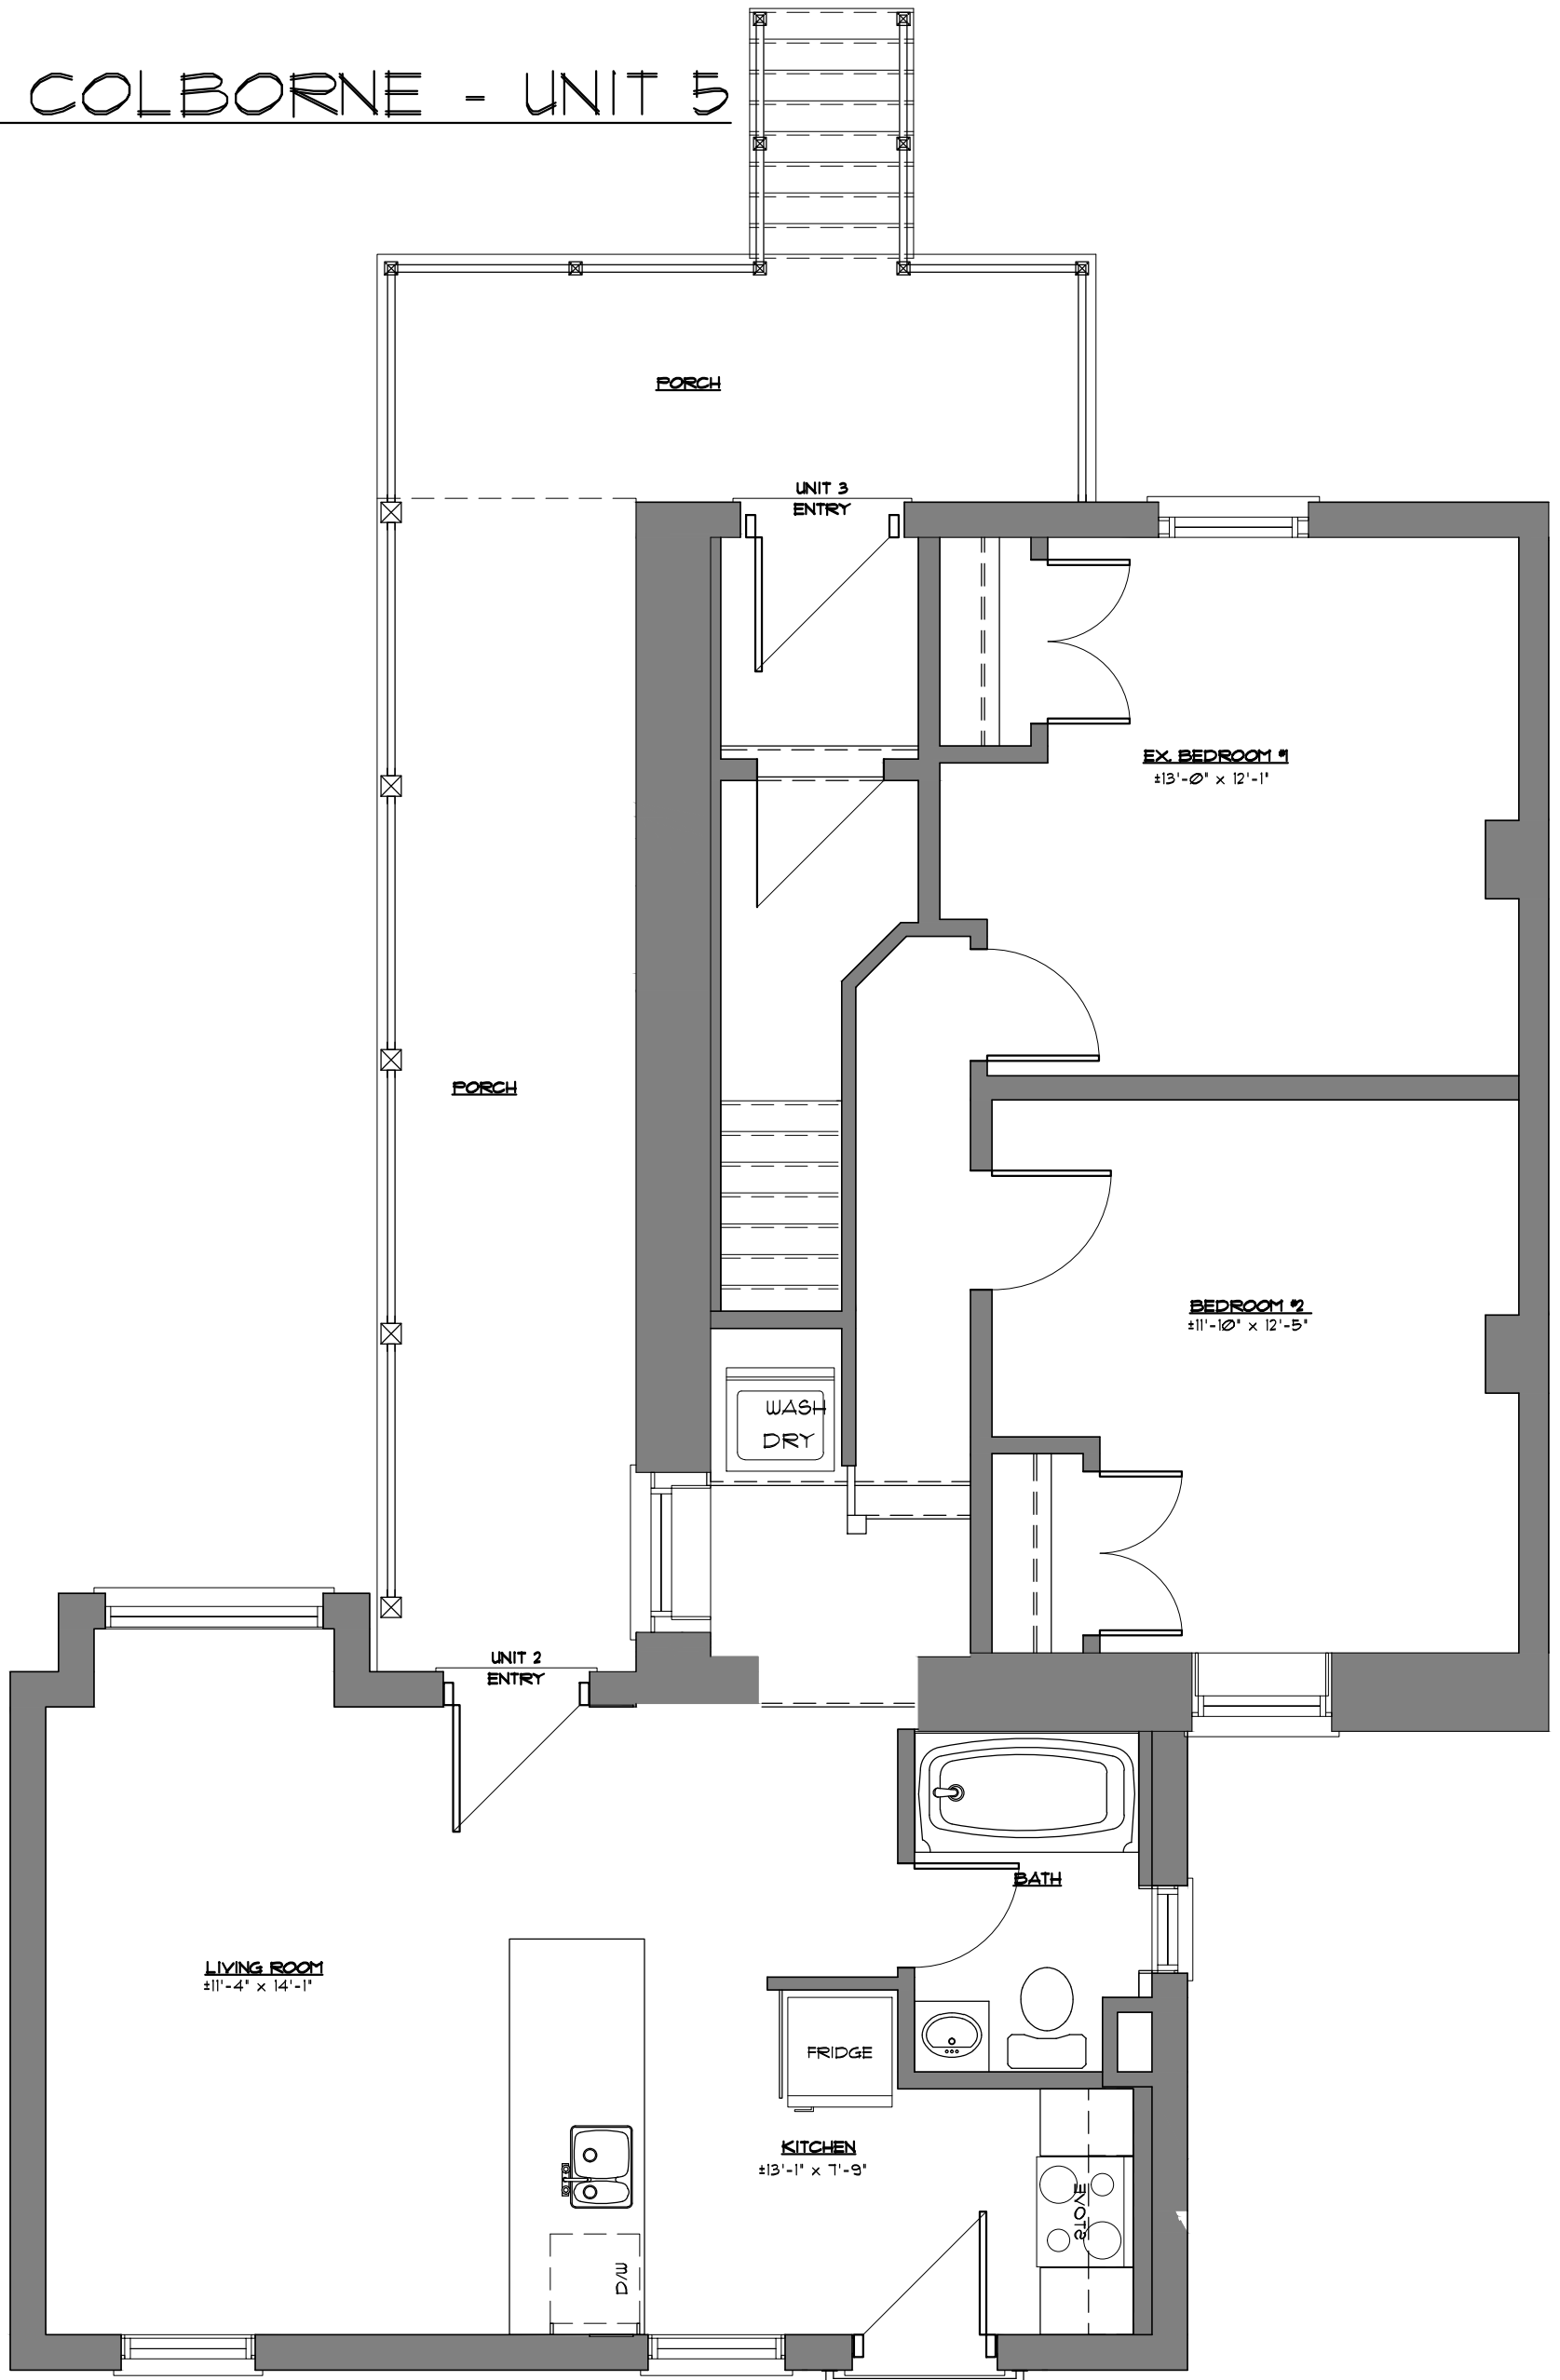 COLBORNE - UNIT 5
PORCH
UNIT 3
ENTRY
EX. BEDROOM #1
±13'-0" x 12'-1"
PORCH
BEDROOM #2
±11'-10" x 12'-5"
WASH
DRY
UNIT 2
ENTRY
BATH
LIVING ROOM
±11'-4" x 14'-1"
FRIDGE
KITCHEN
±13'-1" x 7'-9"
STOVE
D/W